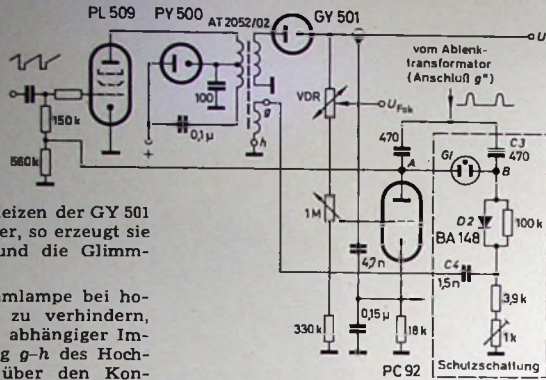 PL 509
PY 500
AT 2052/02
GY 501
U
vom Ablenk-
transformator
(Anschluß g")
VDR
UFok
100
g
h
0,1 µ
+
150k
560k
470
A
Gl
B
C3
470
D2
BA 148
100k
1M
4,7n
C4
1,5n
3,9k
1k
330k
0,15 µ
18k
PC 92
Schutzschaltung
eizen der GY 501
er, so erzeugt sie
und die Glimm-
mlampe bei ho-
zu verhindern,
abhängiger Im-
g g-h des Hoch-
über den Kon-